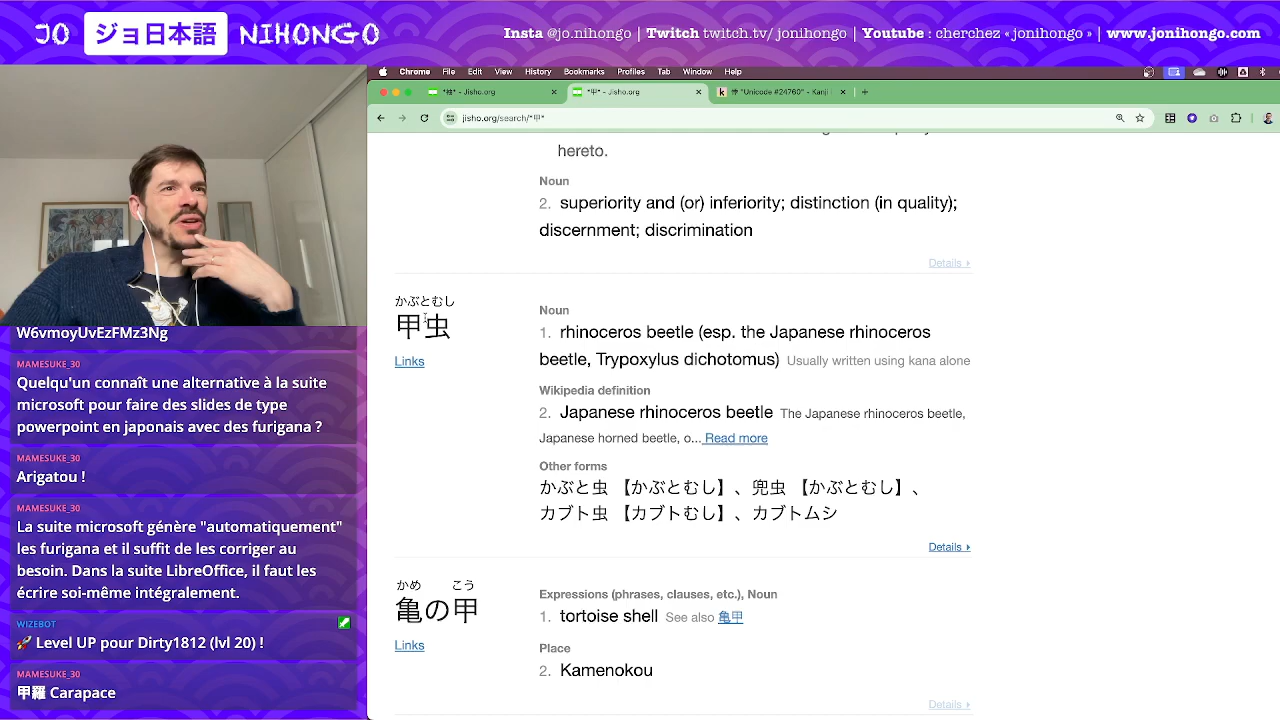 JO ジョ日本語 NIHONGO
Insta @jo.nihongo | Twitch twitch.tv/jonihongo | Youtube : cherchez «jonihongo » | www.jonihongo.com
Chrome File Edit View History Bookmarks Profiles Tab Window Help
*甲* - Jisho.org
jisho.org/search/*甲*
hereto.
Noun
2. superiority and (or) inferiority; distinction (in quality);
discernment; discrimination
Details
かぶとむし
甲虫
Links
Noun
1. rhinoceros beetle (esp. the Japanese rhinoceros
beetle, Trypoxylus dichotomus) Usually written using kana alone
Wikipedia definition
2. Japanese rhinoceros beetle The Japanese rhinoceros beetle,
Japanese horned beetle, o... Read more
Other forms
かぶと虫 【かぶとむし】、兜虫 【かぶとむし】、
カブト虫 【カブトむし】、カブトムシ
Details
かめ こう
亀の甲
Links
Expressions (phrases, clauses, etc.), Noun
1. tortoise shell See also 亀甲
Place
2. Kamenokou
Details
W6vmoyUvEzFMz3Ng
MAMESUKE_30
Quelqu'un connaît une alternative à la suite
microsoft pour faire des slides de type
powerpoint en japonais avec des furigana ?
MAMESUKE_30
Arigatou !
MAMESUKE_30
La suite microsoft génère "automatiquement"
les furigana et il suffit de les corriger au
besoin. Dans la suite LibreOffice, il faut les
écrire soi-même intégralement.
WIZEBOT
🚀 Level UP pour Dirty1812 (lvl 20) !
MAMESUKE_30
甲羅 Carapace